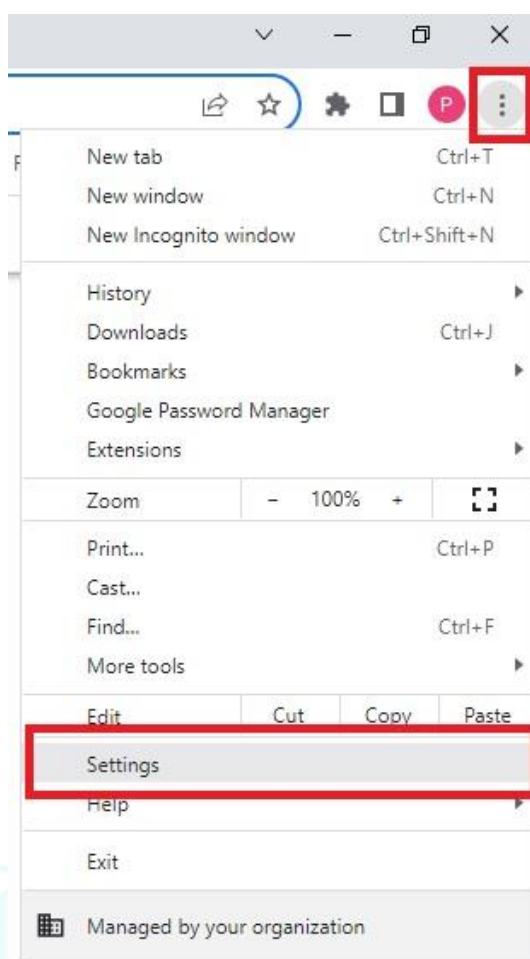 P
New tab Ctrl+T
New window Ctrl+N
New Incognito window Ctrl+Shift+N
History
Downloads Ctrl+J
Bookmarks
Google Password Manager
Extensions
Zoom - 100% +
Print... Ctrl+P
Cast...
Find... Ctrl+F
More tools
Edit Cut Copy Paste
Settings
Help
Exit
Managed by your organization